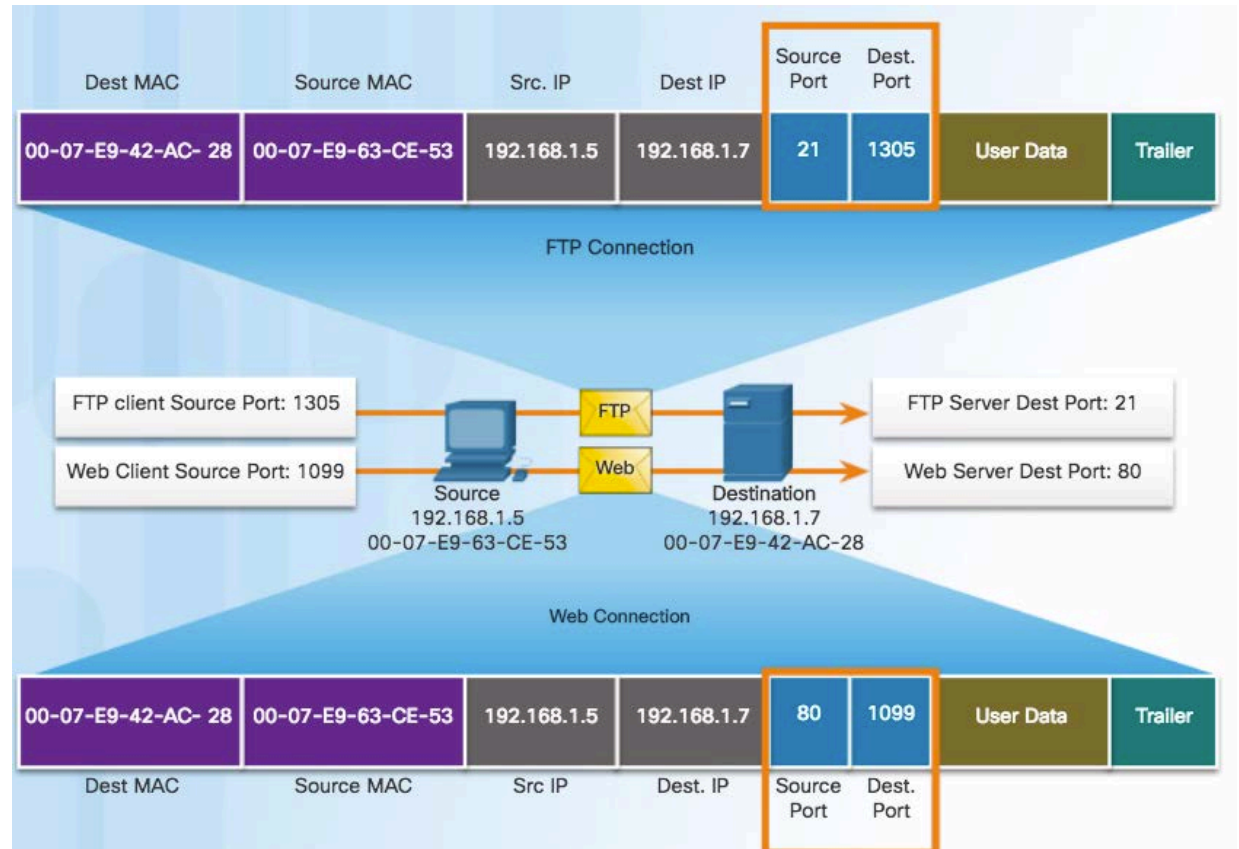 Dest MAC Source MAC Src. IP Dest IP Source Port Dest. Port
00-07-E9-42-AC- 28 00-07-E9-63-CE-53 192.168.1.5 192.168.1.7 21 1305 User Data Trailer
FTP Connection
FTP client Source Port: 1305
FTP
FTP Server Dest Port: 21
Web Client Source Port: 1099
Web
Web Server Dest Port: 80
Source
192.168.1.5
00-07-E9-63-CE-53
Destination
192.168.1.7
00-07-E9-42-AC-28
Web Connection
00-07-E9-42-AC- 28 00-07-E9-63-CE-53 192.168.1.5 192.168.1.7 80 1099 User Data Trailer
Dest MAC Source MAC Src IP Dest. IP Source Port Dest. Port